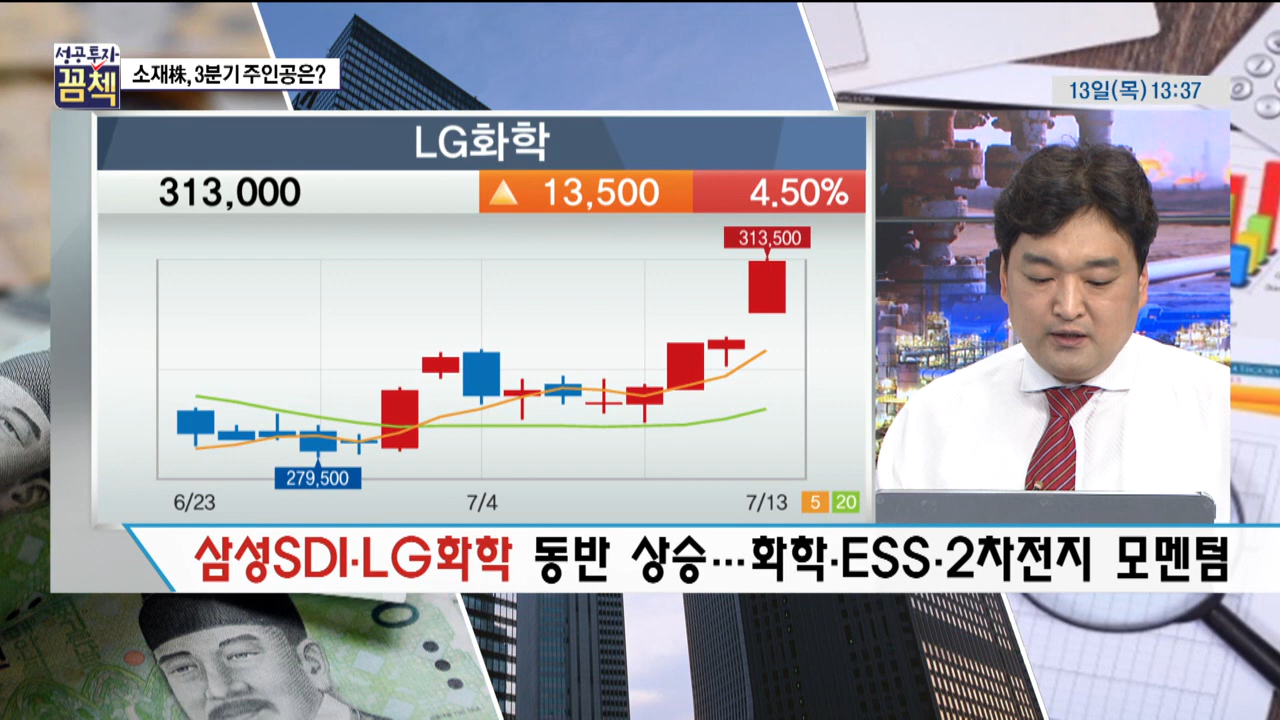 성공투자
꼼첵
소재株, 3분기 주인공은?
13일(목) 13:37
LG화학
313,000 ▲ 13,500 4.50%
313,500
279,500
6/23 7/4 7/13 5 20
삼성SDI·LG화학 동반 상승…화학·ESS·2차전지 모멘텀